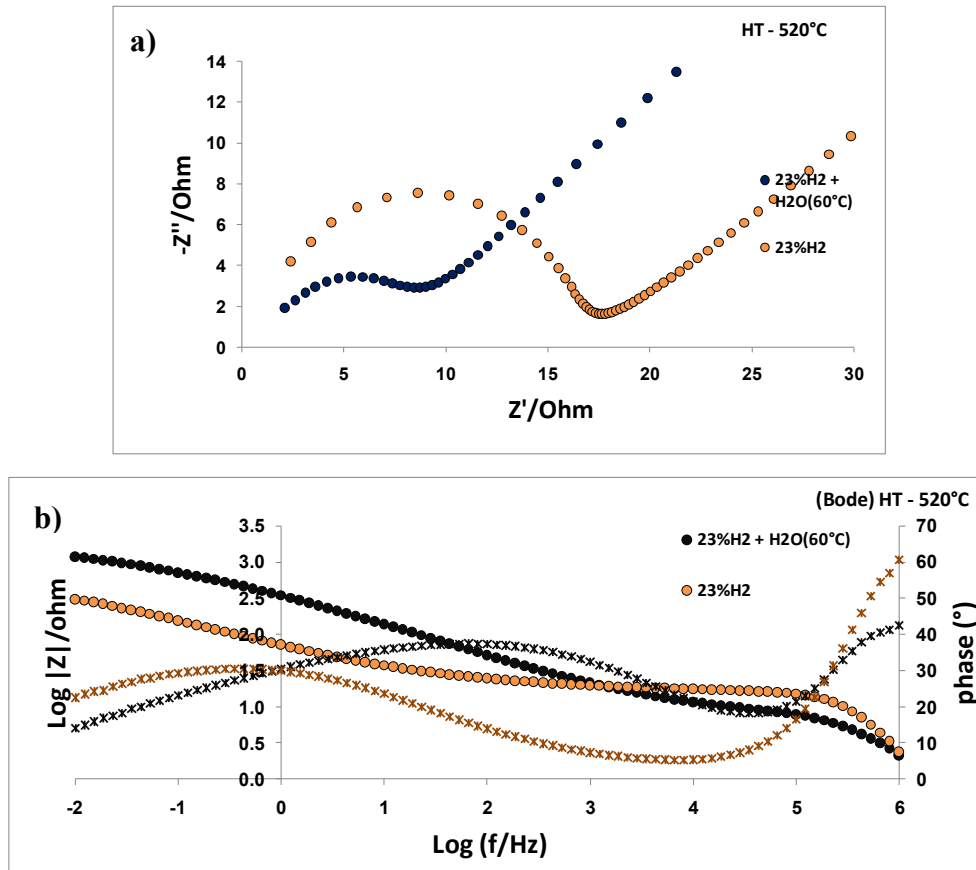 a)
HT - 520°C
-Z''/Ohm
14
12
10
8
6
4
2
0
23%H2 +
H2O(60°C)
23%H2
0 5 10 15 20 25 30
Z'/Ohm
b)
(Bode) HT - 520°C
Log |Z|/ohm
3.5
3.0
2.5
2.0
1.5
1.0
0.5
0.0
23%H2 + H2O(60°C)
23%H2
70
60
50
40
30
20
10
0
phase (°)
-2 -1 0 1 2 3 4 5 6
Log (f/Hz)